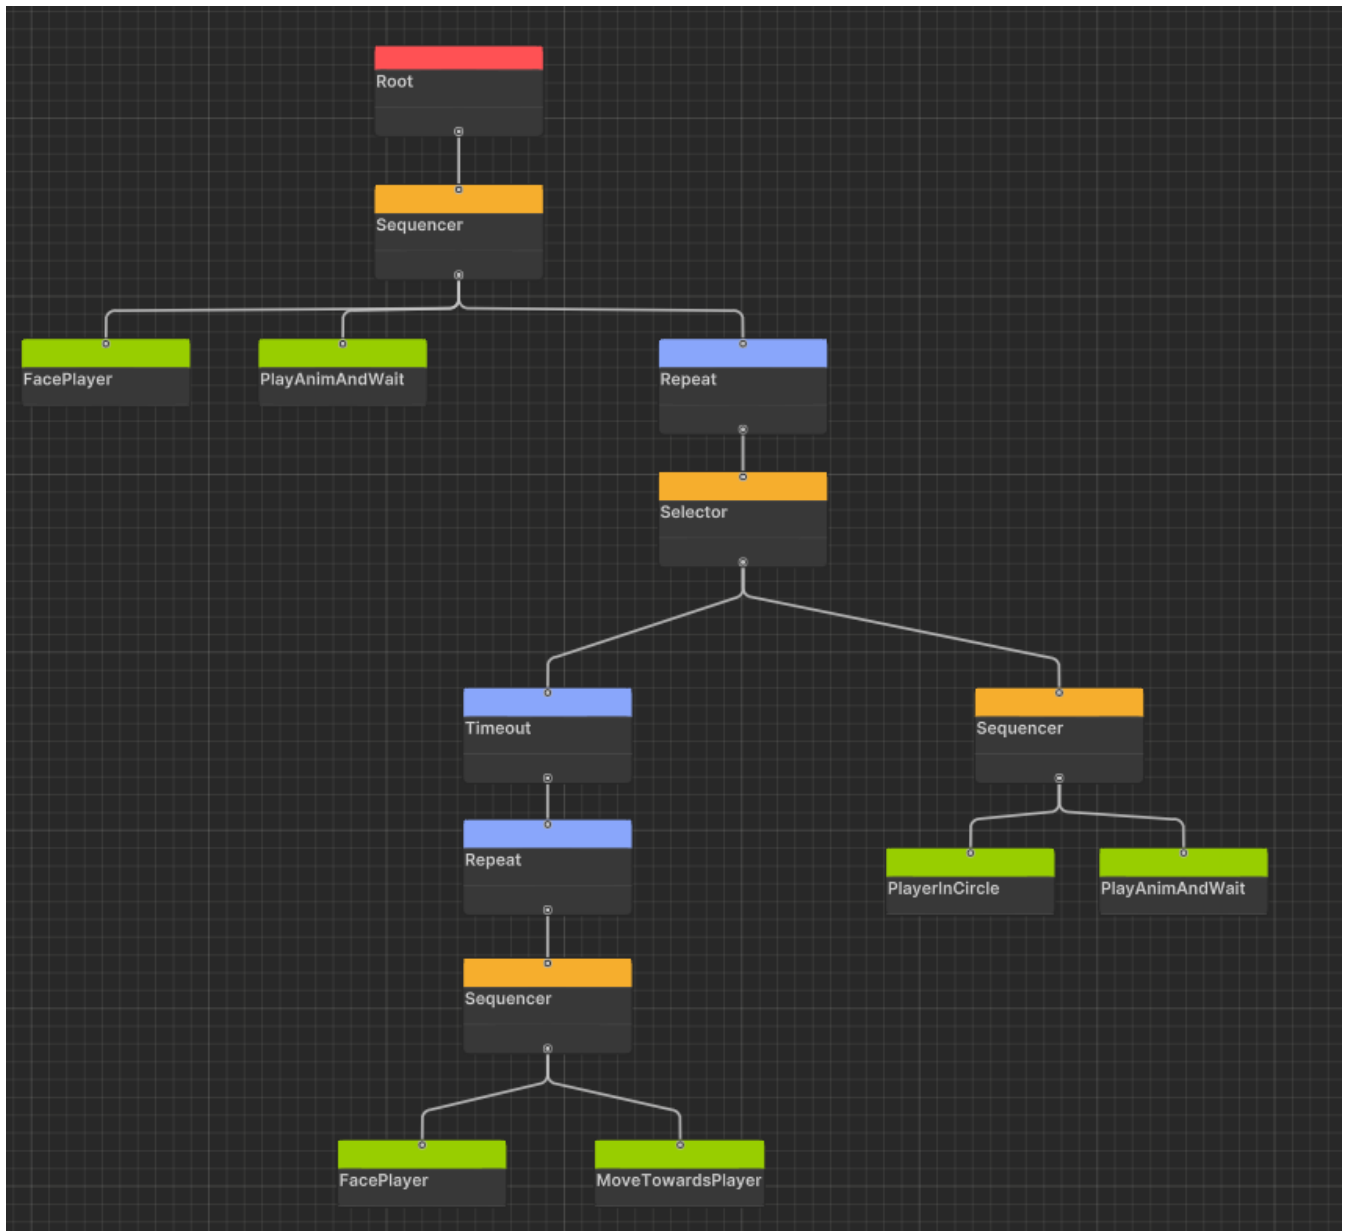 Root
Sequencer
FacePlayer
PlayAnimAndWait
Repeat
Selector
Timeout
Sequencer
Repeat
PlayerInCircle
PlayAnimAndWait
Sequencer
FacePlayer
MoveTowardsPlayer